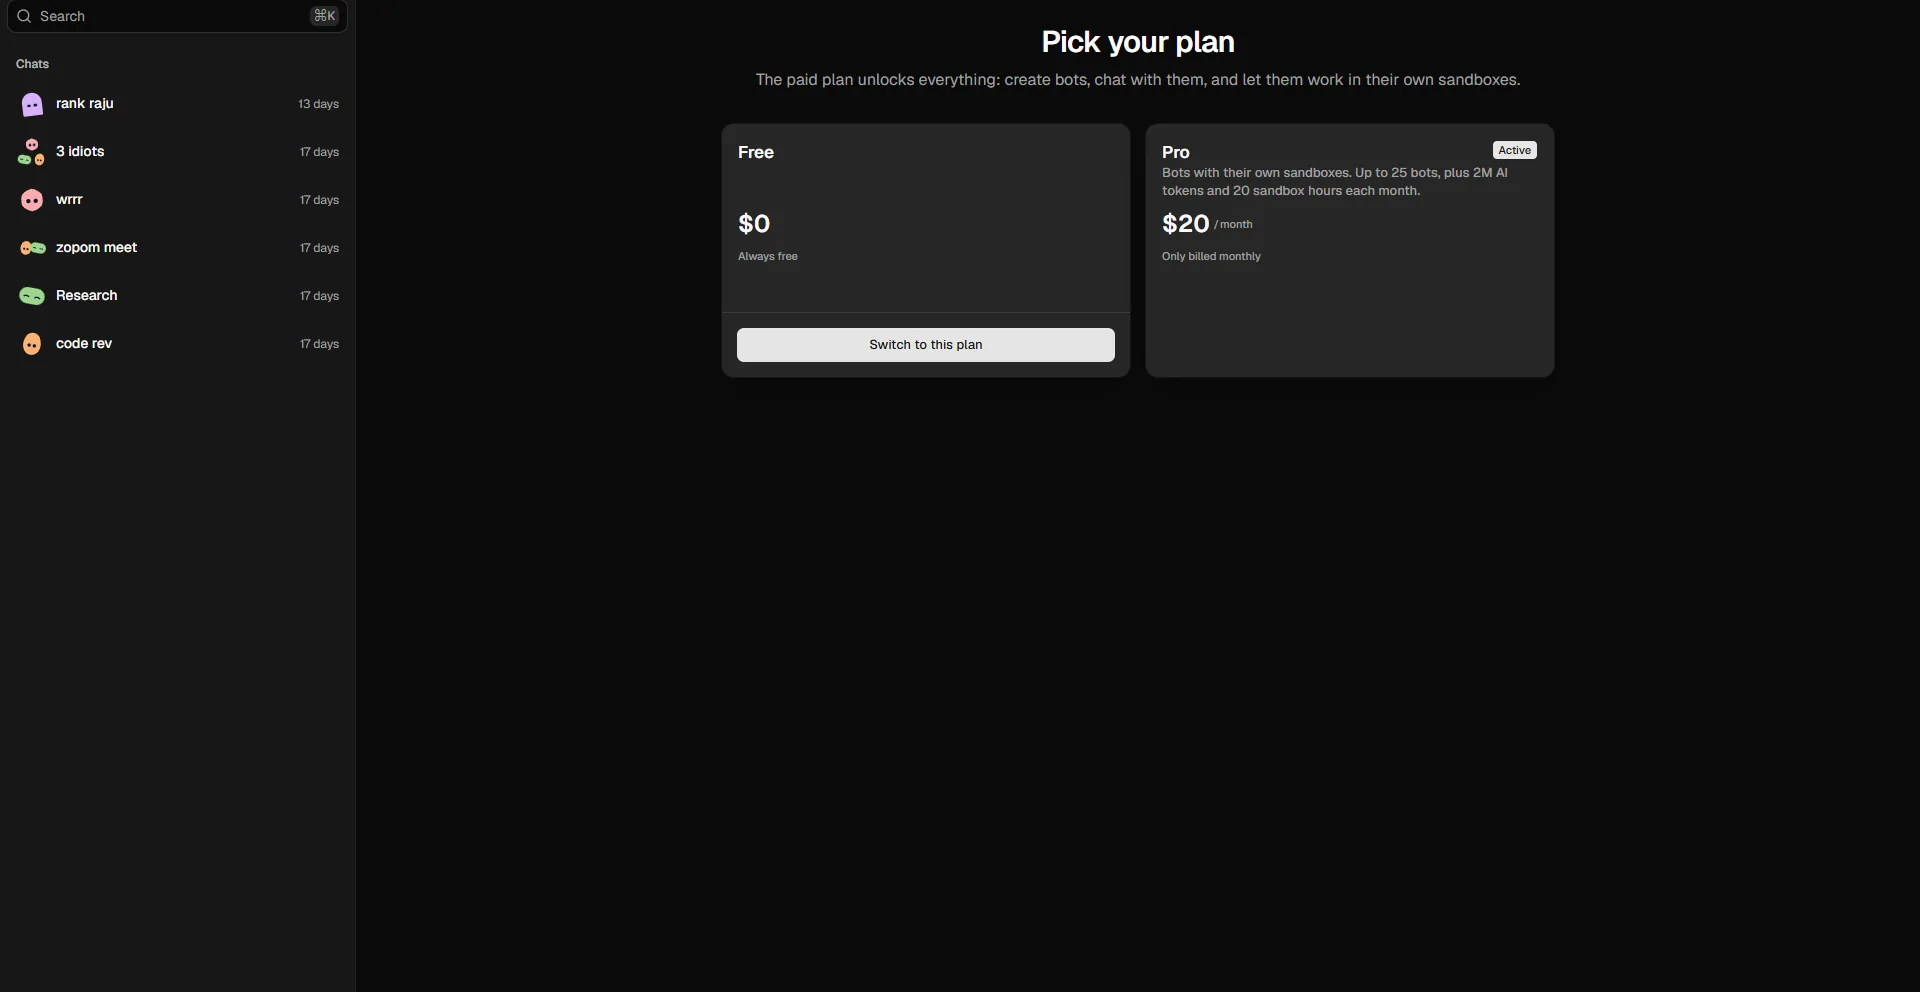 Search ⌘K
Chats
rank raju 13 days
3 idiots 17 days
wrrr 17 days
zopom meet 17 days
Research 17 days
code rev 17 days
Pick your plan
The paid plan unlocks everything: create bots, chat with them, and let them work in their own sandboxes.
Free
$0
Always free
Switch to this plan
Pro Active
Bots with their own sandboxes. Up to 25 bots, plus 2M AI
tokens and 20 sandbox hours each month.
$20 / month
Only billed monthly